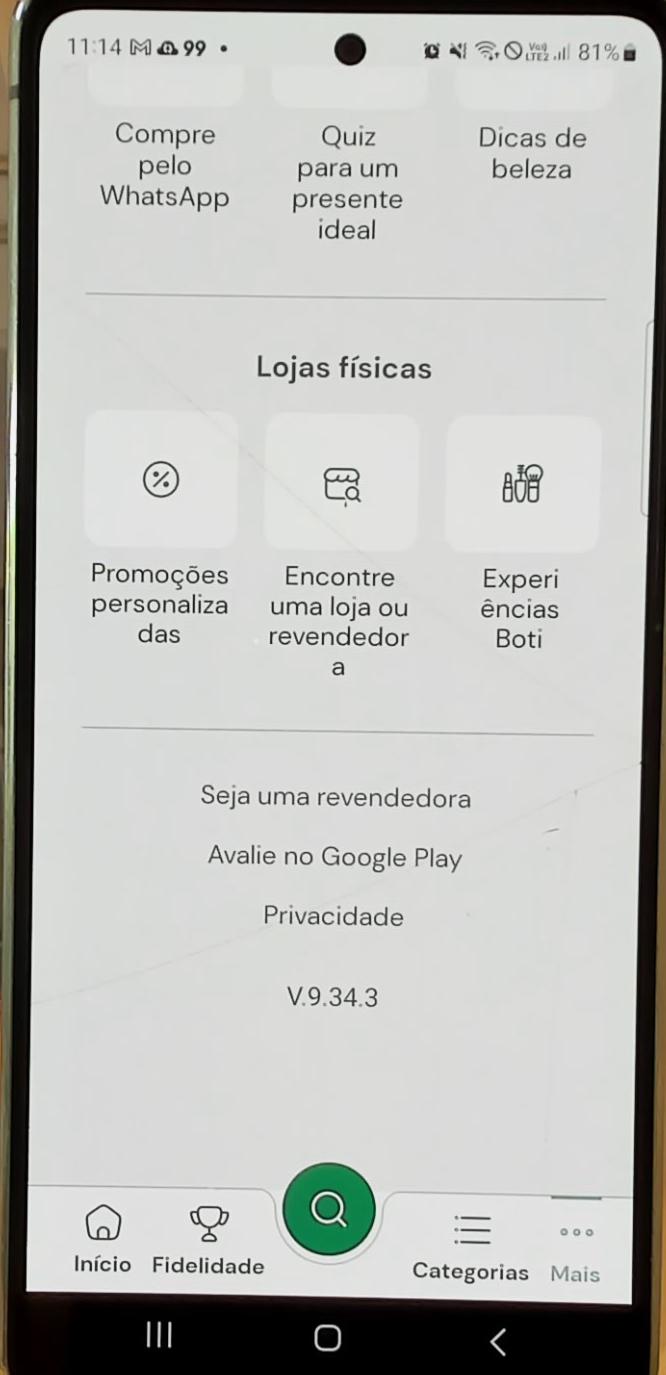 11:14 99
Vo)) LTE2 81%
Compre pelo WhatsApp
Quiz para um presente ideal
Dicas de beleza
Lojas físicas
Promoções
personaliza
das
Encontre
uma loja ou
revendedor
a
Experi
ências
Boti
Seja uma revendedora
Avalie no Google Play
Privacidade
V.9.34.3
Início Fidelidade Categorias Mais